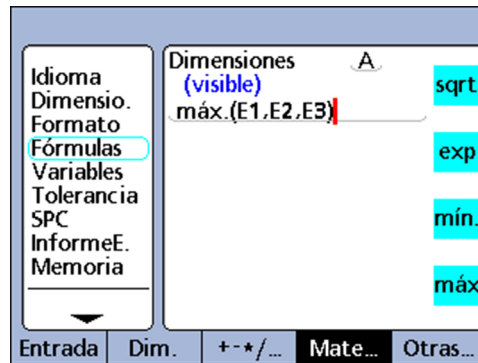 Idioma
Dimensio.
Formato
Fórmulas
Variables
Tolerancia
SPC
InformeE.
Memoria
Dimensiones A
(visible)
máx.(E1,E2,E3)
sqrt
exp
mín.
máx
Entrada Dim. +-*/... Mate... Otras...